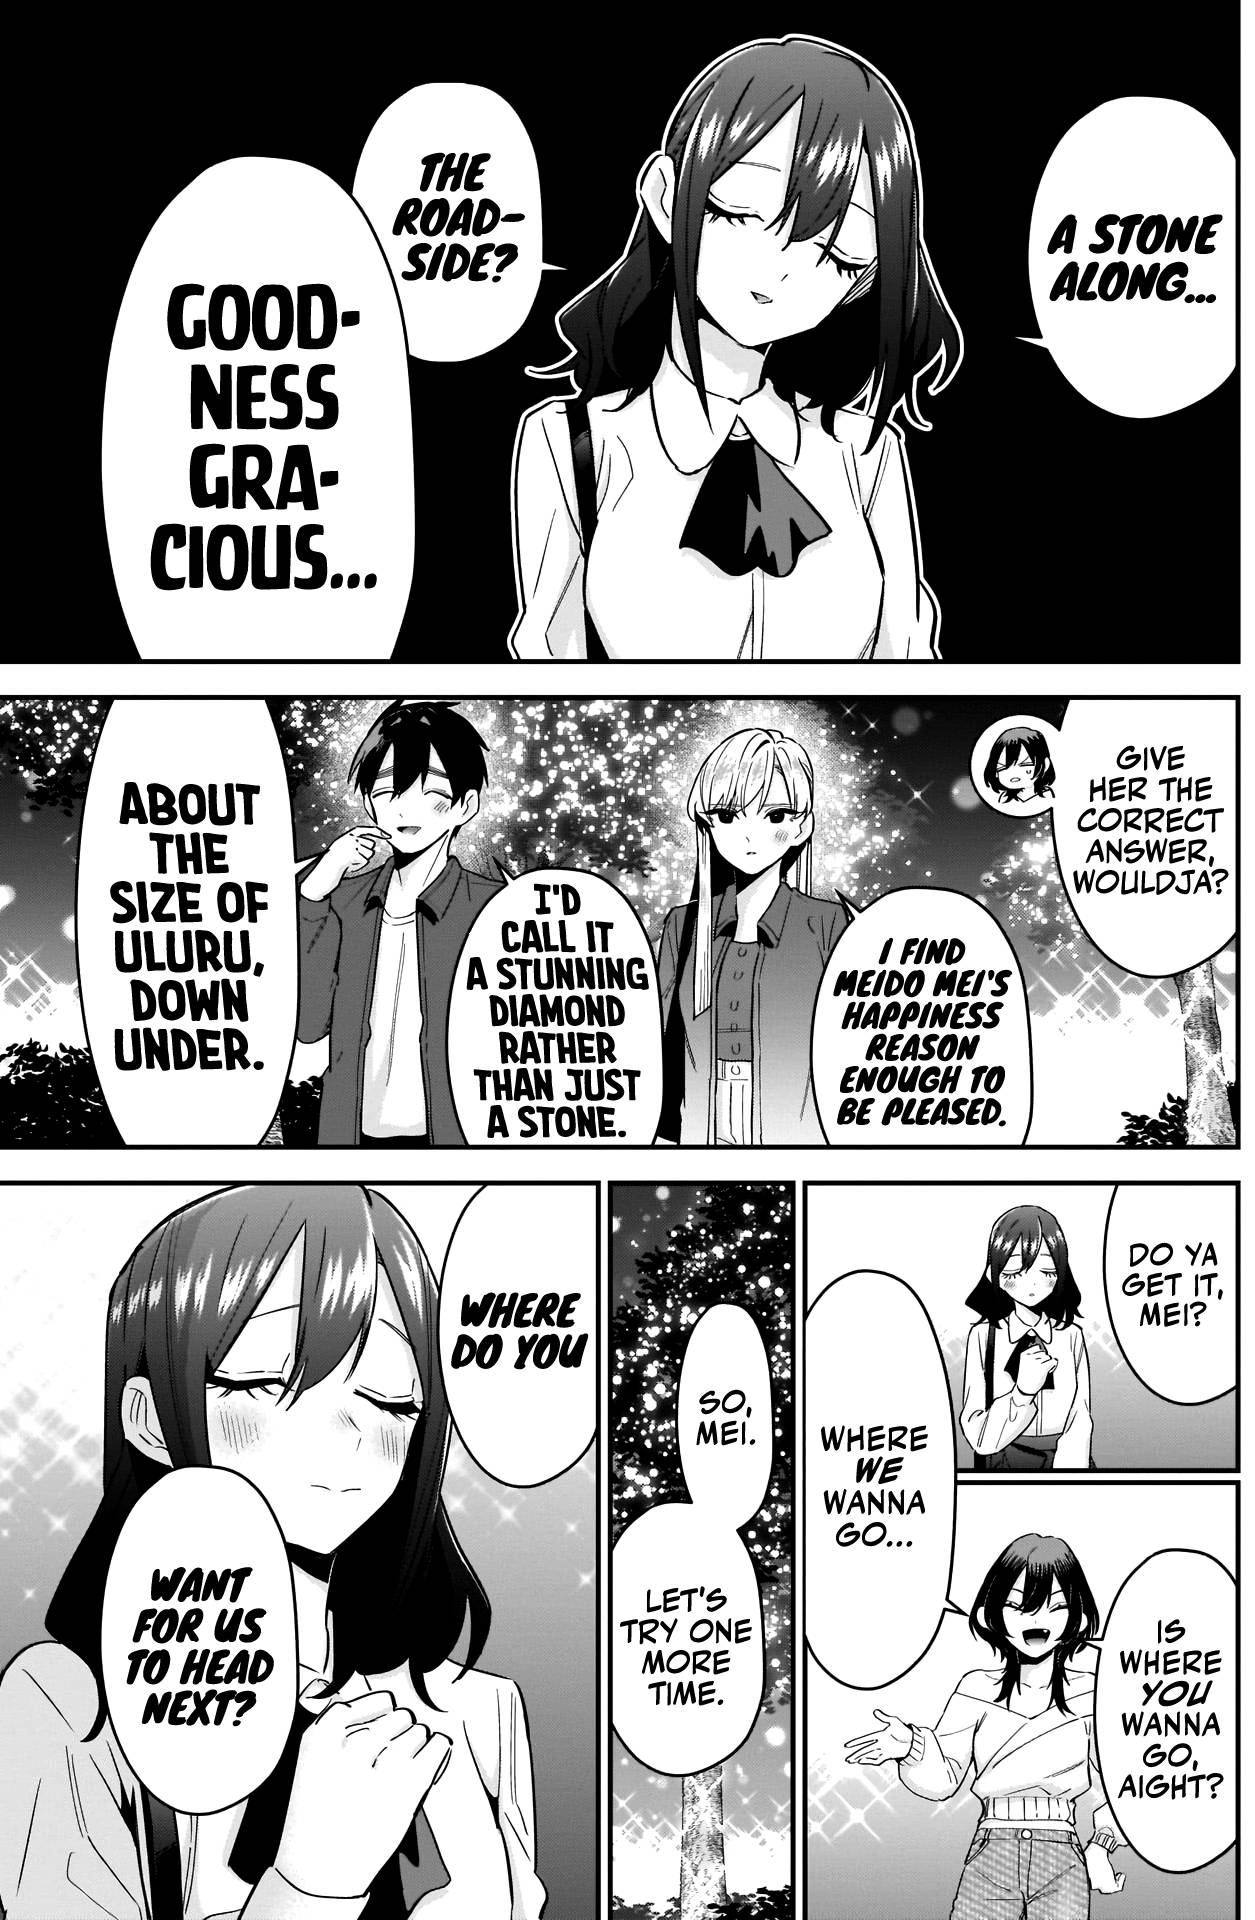 A STONE
ALONG...
THE
ROAD-
SIDE?
GOOD-
NESS
GRA-
CIOUS...
GIVE
HER THE
CORRECT
ANSWER,
WOULDJA?
I FIND
MEIDO MEI'S
HAPPINESS
REASON
ENOUGH TO
BE PLEASED.
I'D
CALL IT
A STUNNING
DIAMOND
RATHER
THAN JUST
A STONE.
ABOUT
THE
SIZE OF
ULURU,
DOWN
UNDER.
DO YA
GET IT,
MEI?
IS
WHERE
YOU
WANNA
GO,
AIGHT?
WHERE
WE
WANNA
GO...
SO,
MEI.
LET'S
TRY ONE
MORE
TIME.
WHERE
DO YOU
WANT
FOR US
TO HEAD
NEXT?